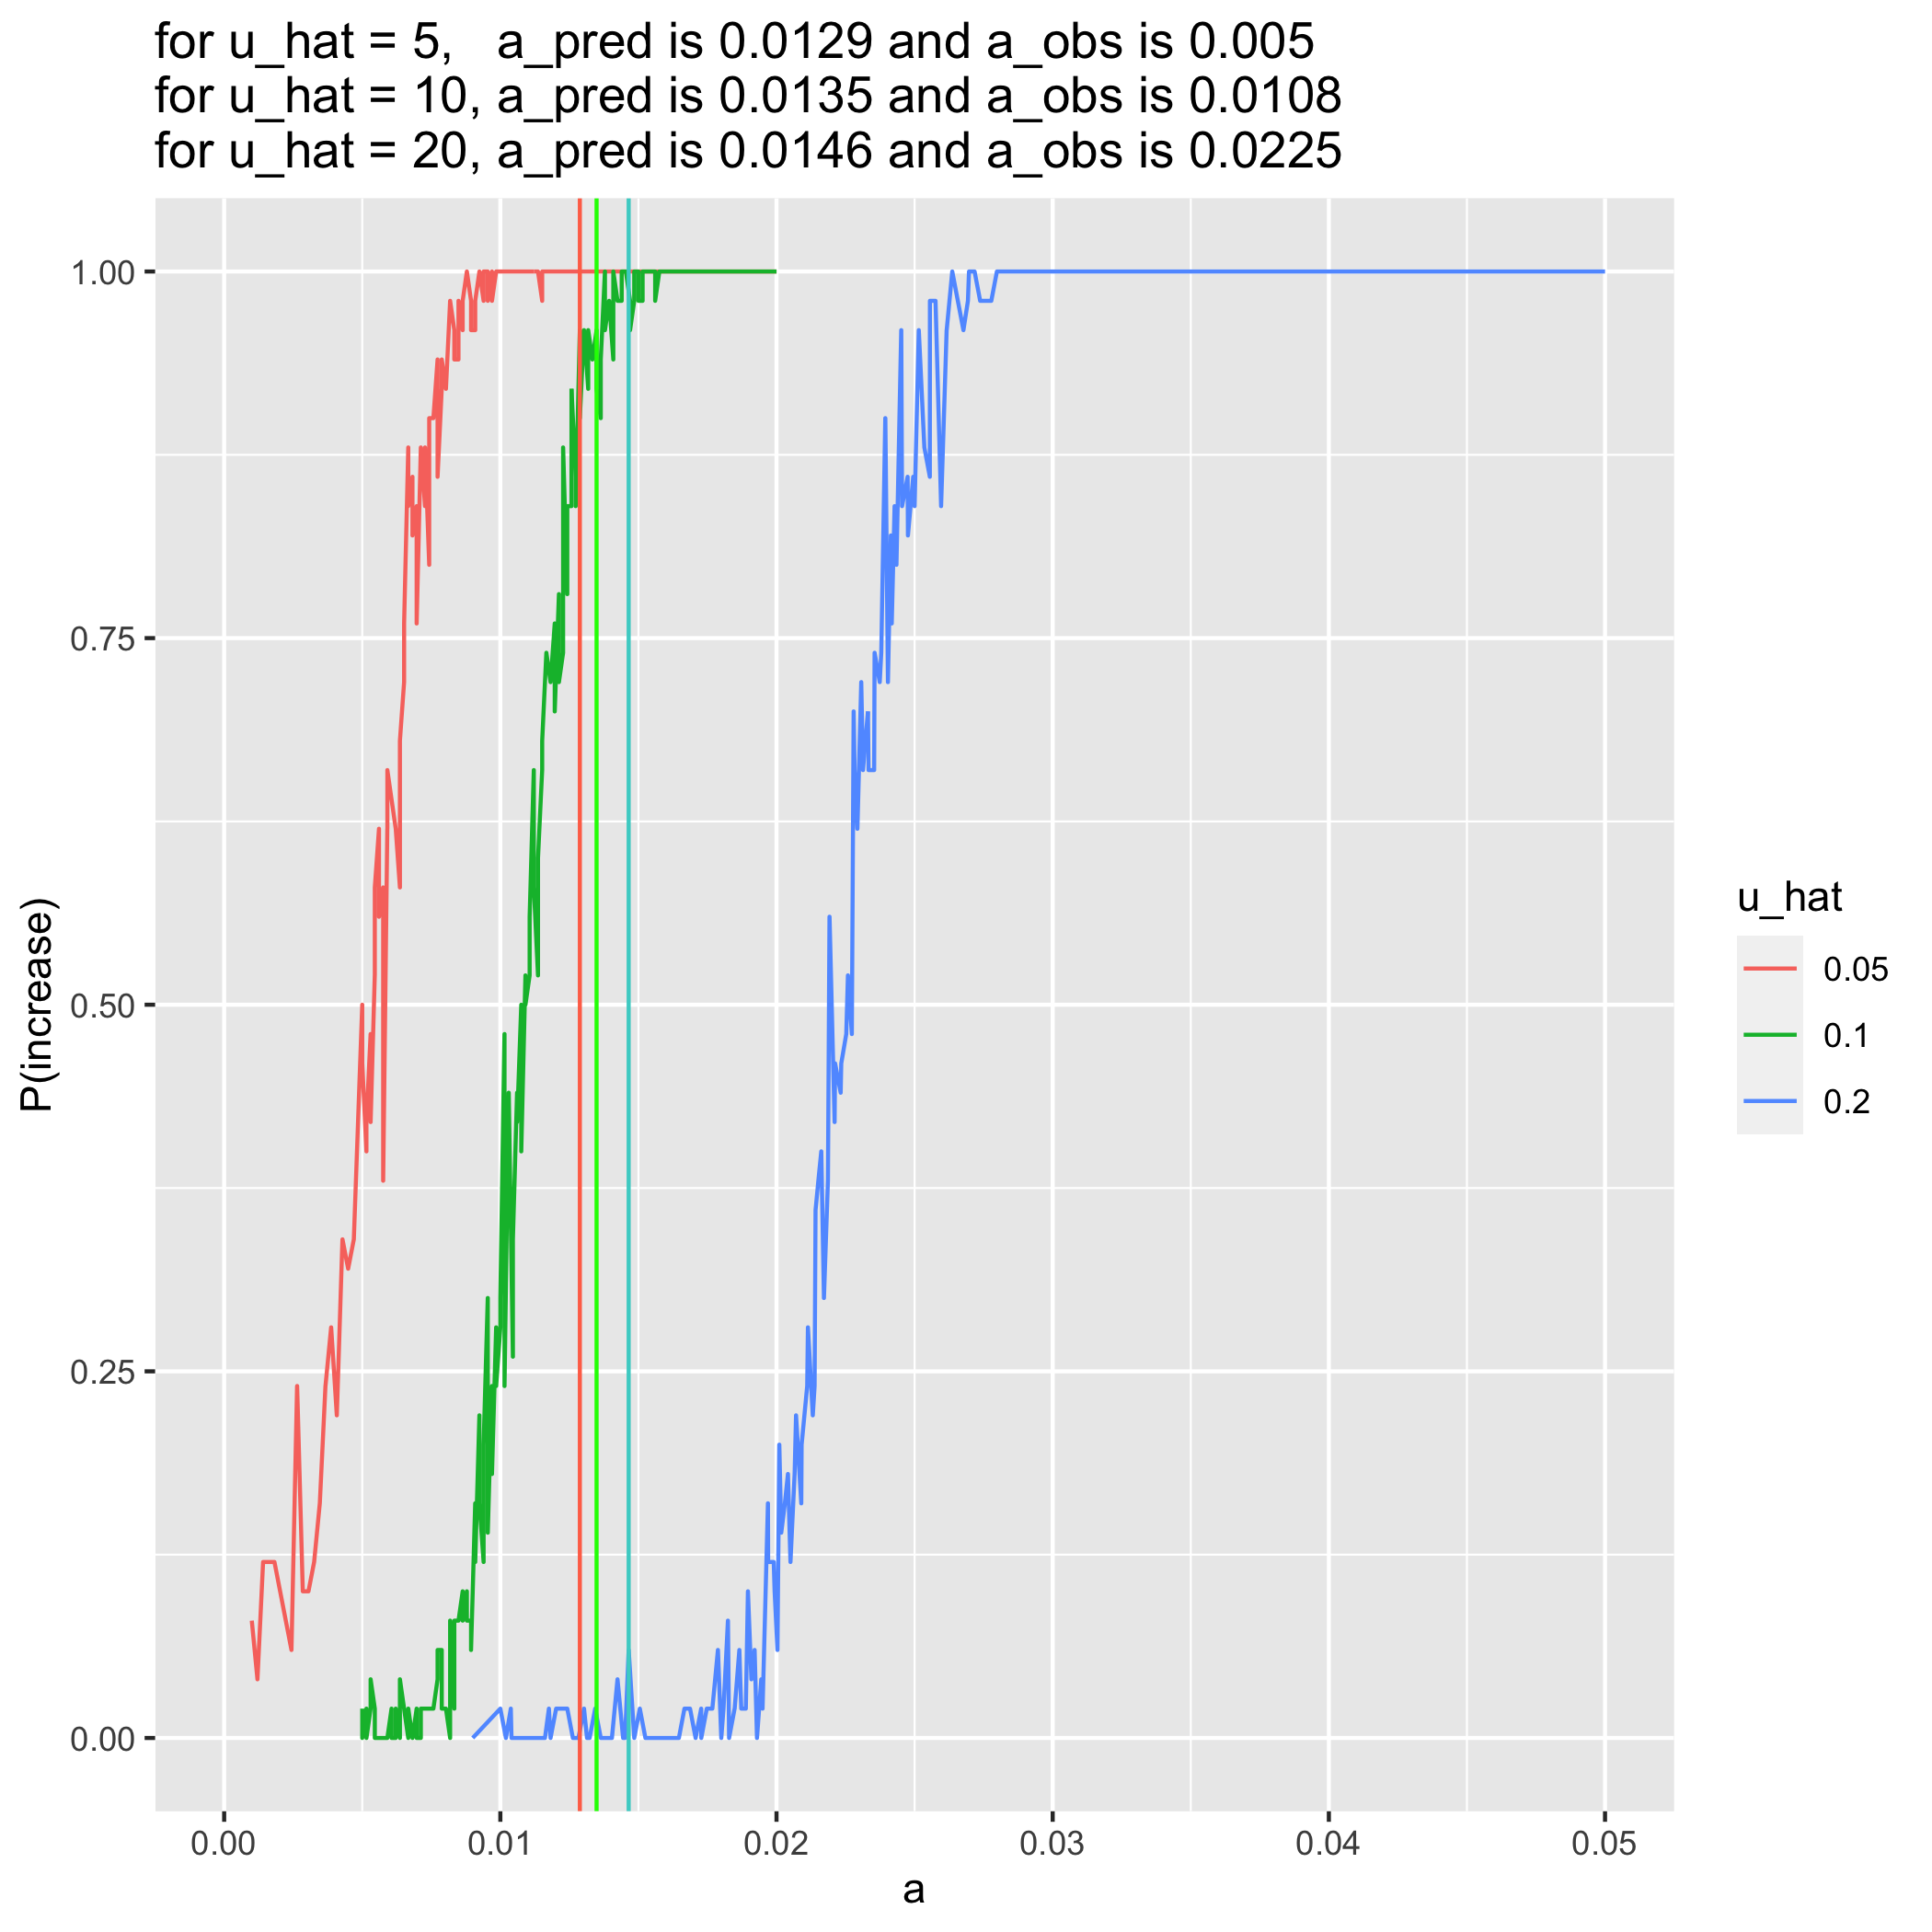 for u_hat = 5,   a_pred is 0.0129 and a_obs is 0.005
for u_hat = 10, a_pred is 0.0135 and a_obs is 0.0108
for u_hat = 20, a_pred is 0.0146 and a_obs is 0.0225
1.00
0.75
0.50
0.25
0.00
P(increase)
0.00
0.01
0.02
0.03
0.04
0.05
a
u_hat
0.05
0.1
0.2